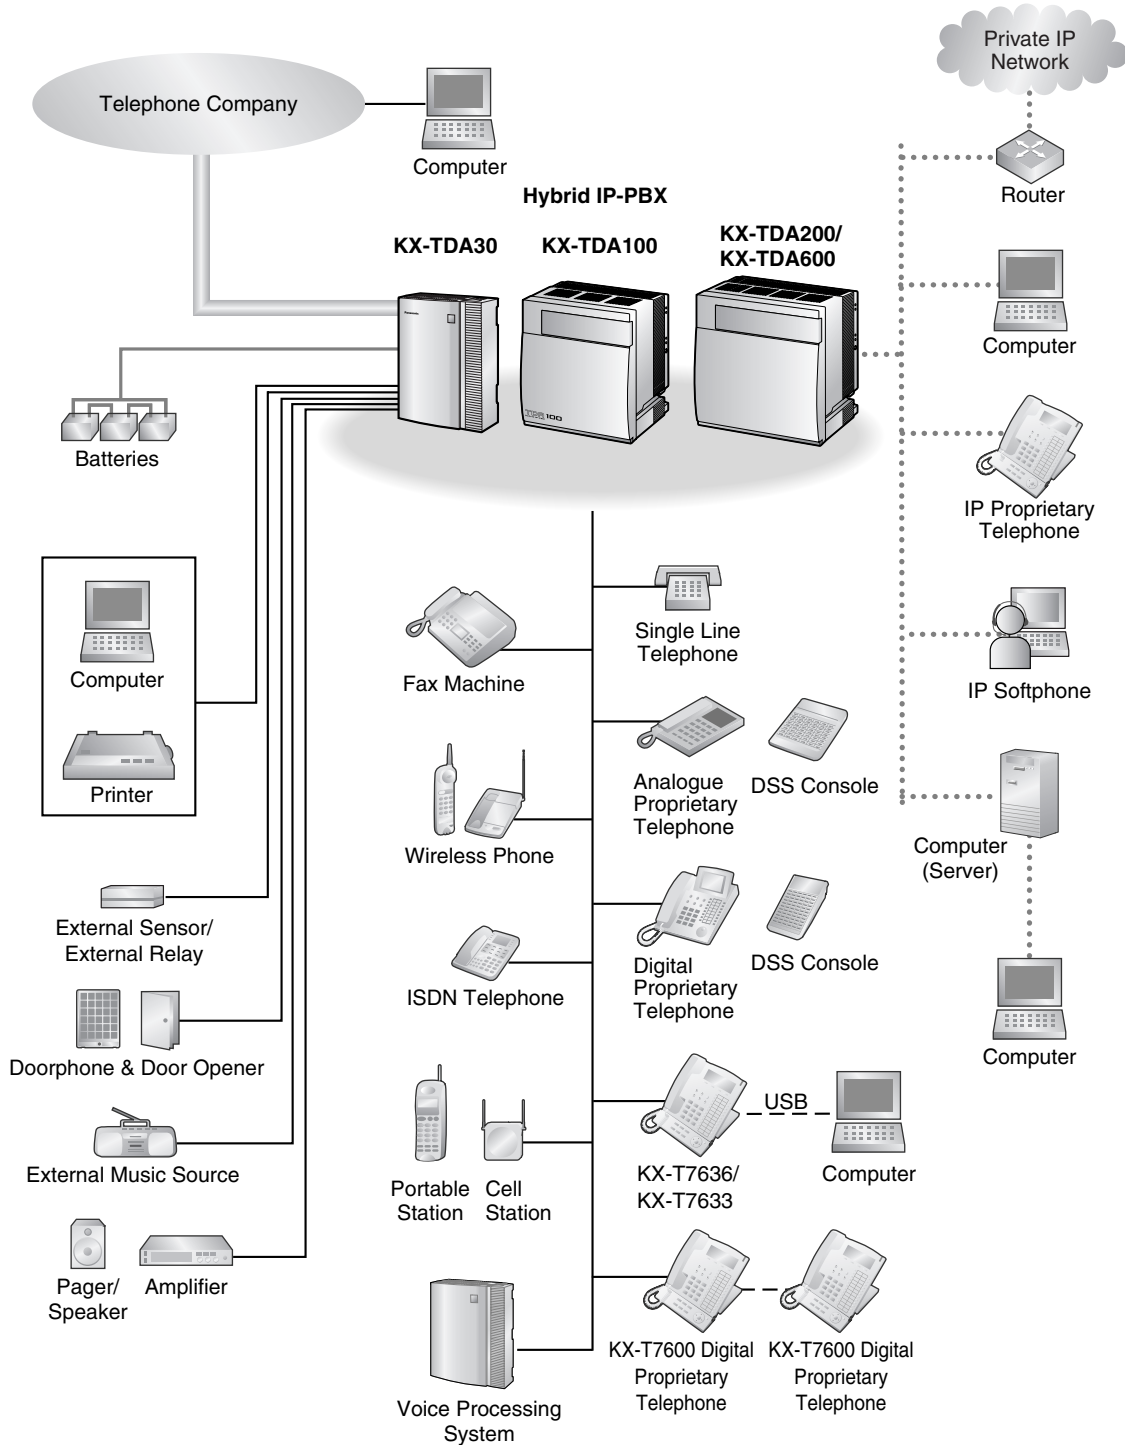 Private IP
Network
Telephone Company
Computer
Router
Hybrid IP-PBX
KX-TDA30
KX-TDA100
KX-TDA200/
KX-TDA600
Computer
100
Batteries
IP Proprietary
Telephone
Computer
Printer
Fax Machine
Single Line
Telephone
IP Softphone
Wireless Phone
Analogue
Proprietary
Telephone
DSS Console
Computer
(Server)
External Sensor/
External Relay
ISDN Telephone
Digital
Proprietary
Telephone
DSS Console
Doorphone & Door Opener
Computer
External Music Source
Portable
Station
Cell
Station
USB
KX-T7636/
KX-T7633
Computer
Pager/
Speaker
Amplifier
Voice Processing
System
KX-T7600 Digital
Proprietary
Telephone
KX-T7600 Digital
Proprietary
Telephone